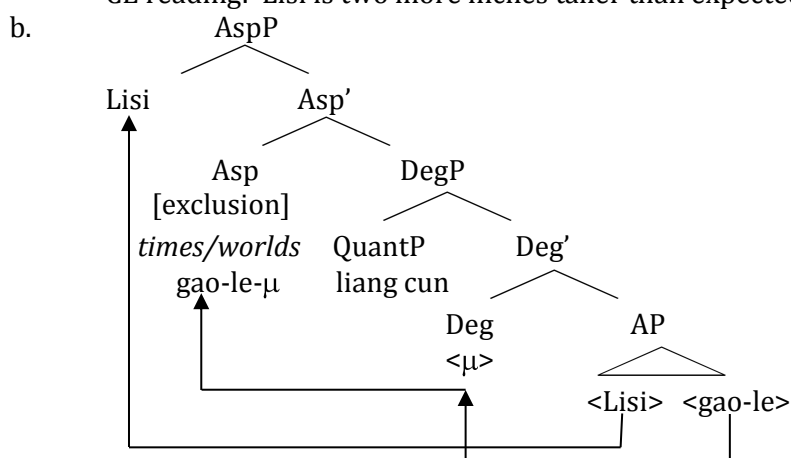 CE reading: Lisi is two more inches taller than expected
b. AspP
Lisi Asp’
Asp DegP
[exclusion]
times/worlds QuantP Deg’
gao-le-μ liang cun
Deg AP
<μ>
<Lisi> <gao-le>